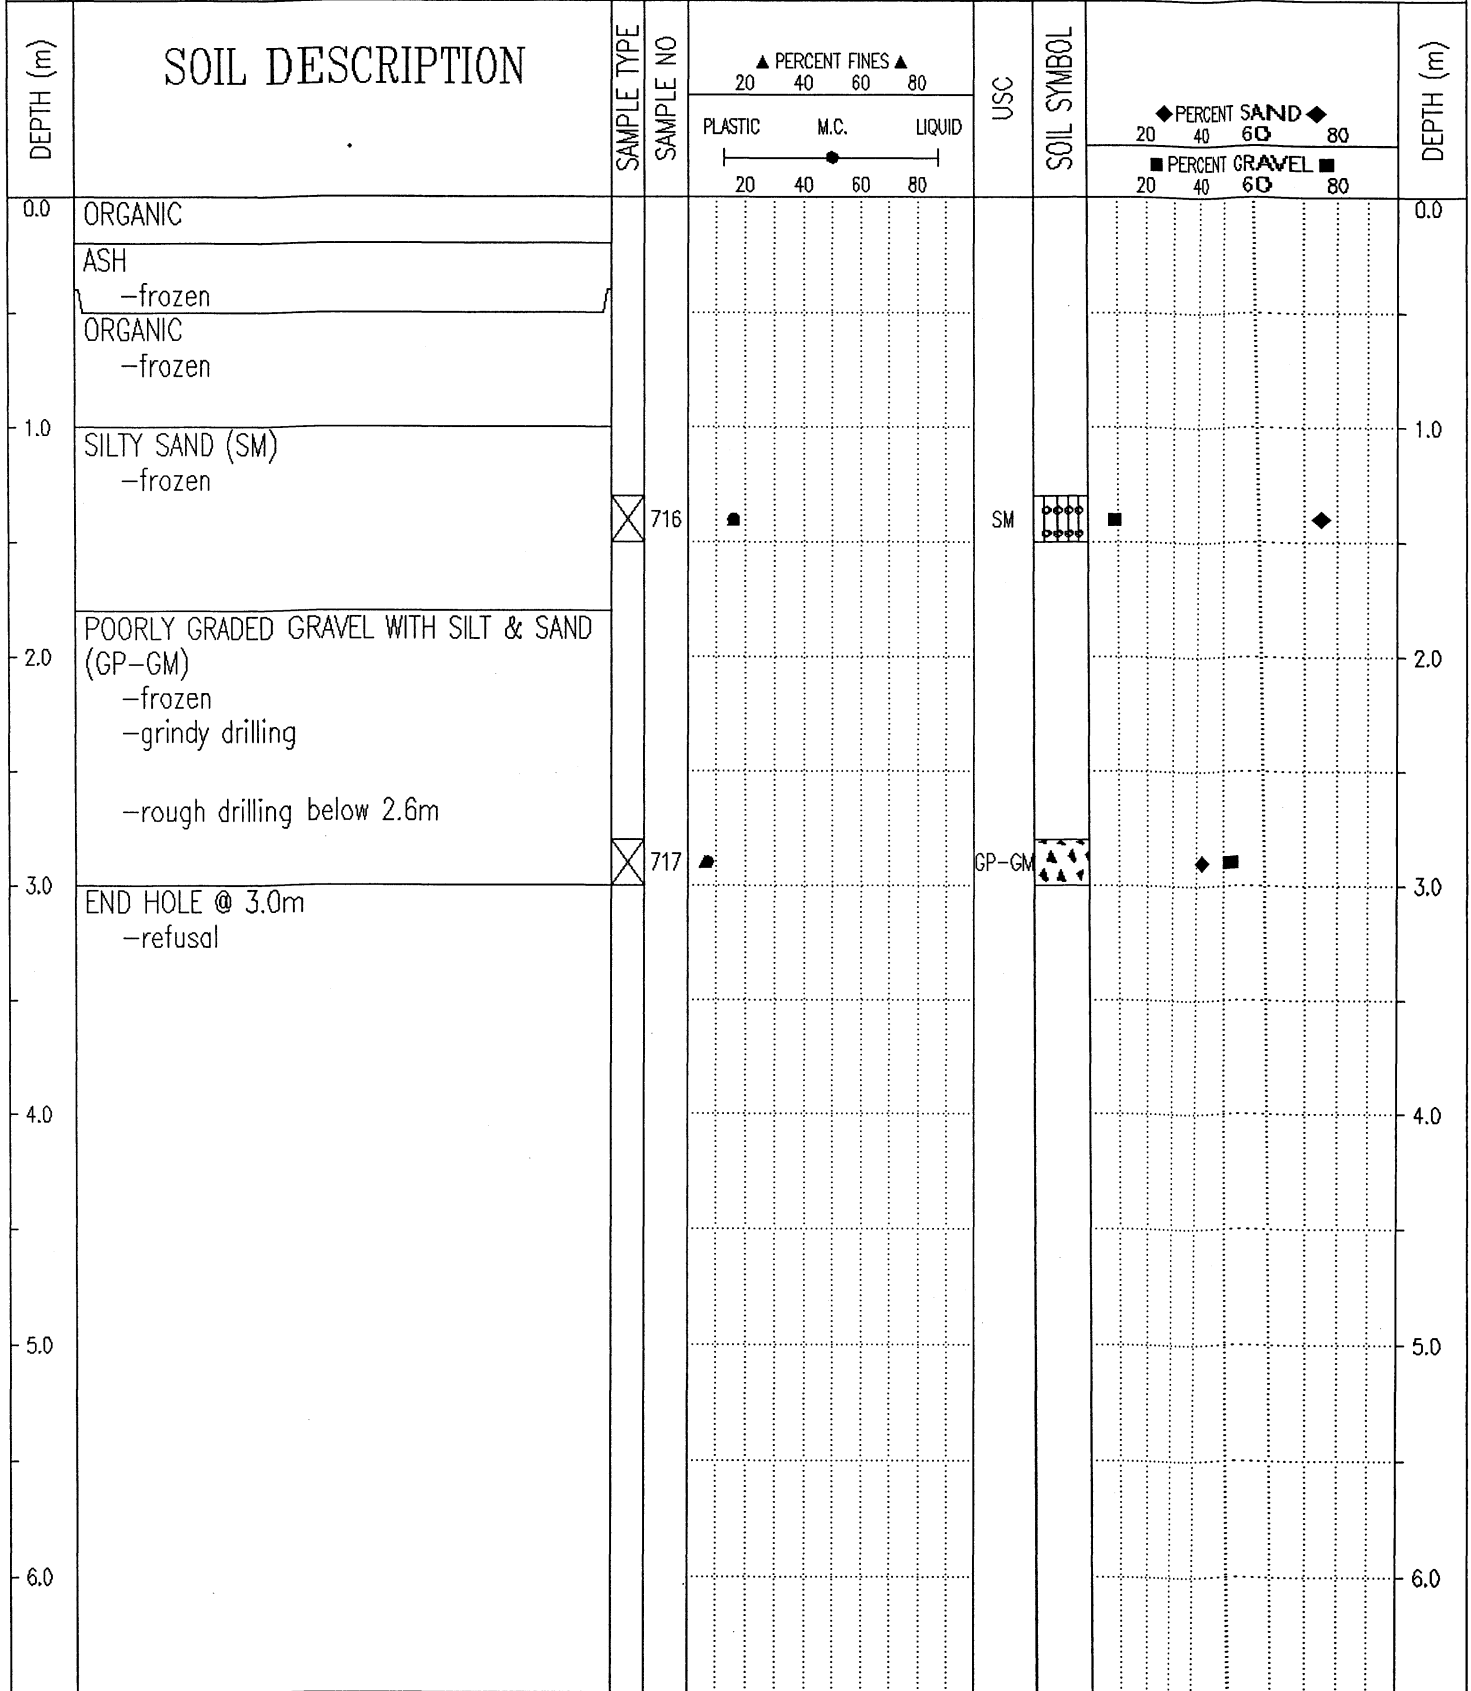 DEPTH (m)
SOIL DESCRIPTION
SAMPLE TYPE
SAMPLE NO
▲ PERCENT FINES ▲
20 40 60 80
PLASTIC M.C. LIQUID
20 40 60 80
USC
SOIL SYMBOL
◆ PERCENT SAND ◆
20 40 60 80
■ PERCENT GRAVEL ■
20 40 60 80
DEPTH (m)
0.0 ORGANIC 0.0
ASH
-frozen
ORGANIC
-frozen
1.0 1.0
SILTY SAND (SM)
-frozen
716 SM
POORLY GRADED GRAVEL WITH SILT & SAND
2.0 (GP-GM) 2.0
-frozen
-grindy drilling
-rough drilling below 2.6m
717 GP-GM
3.0 3.0
END HOLE @ 3.0m
-refusal
4.0 4.0
5.0 5.0
6.0 6.0